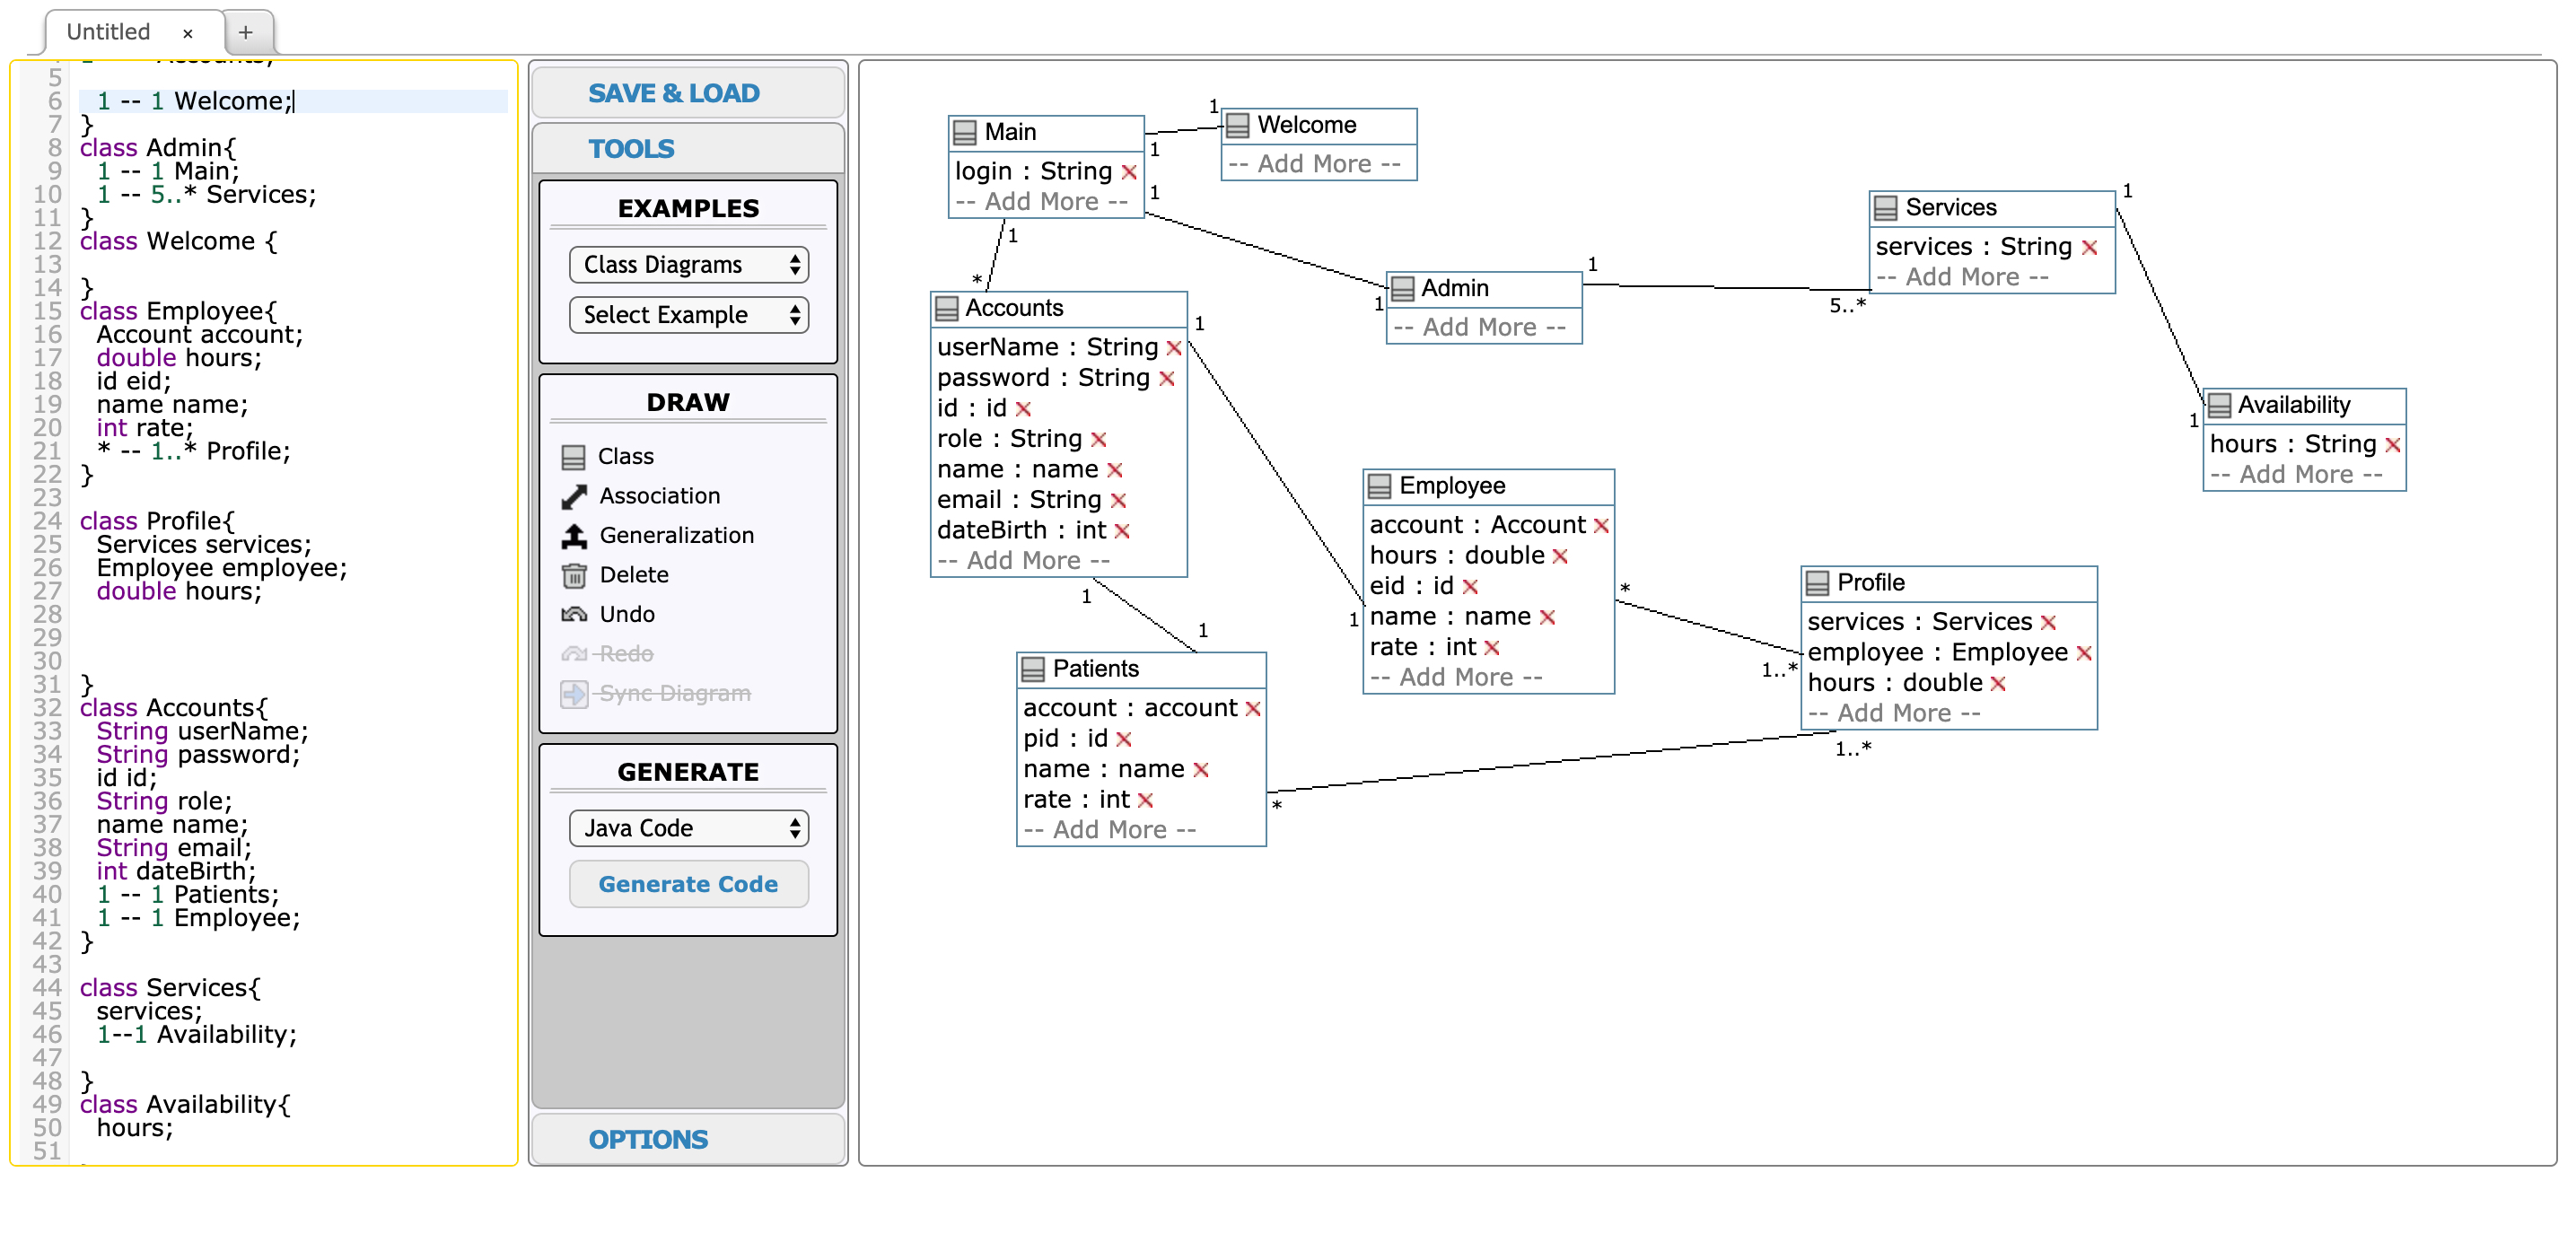 Untitled ×
+
5
6 1 -- 1 Welcome;
7 }
8 class Admin{
9 1 -- 1 Main;
10 1 -- 5..* Services;
11 }
12 class Welcome {
13
14 }
15 class Employee{
16 Account account;
17 double hours;
18 id eid;
19 name name;
20 int rate;
21 * -- 1..* Profile;
22 }
23
24 class Profile{
25 Services services;
26 Employee employee;
27 double hours;
28
29
30
31 }
32 class Accounts{
33 String userName;
34 String password;
35 id id;
36 String role;
37 name name;
38 String email;
39 int dateBirth;
40 1 -- 1 Patients;
41 1 -- 1 Employee;
42 }
43
44 class Services{
45 services;
46 1--1 Availability;
47
48 }
49 class Availability{
50 hours;
51
SAVE & LOAD
TOOLS
EXAMPLES
Class Diagrams
Select Example
DRAW
Class
Association
Generalization
Delete
Undo
Redo
Sync Diagram
GENERATE
Java Code
Generate Code
OPTIONS
Main
login : String
-- Add More --
1
1
1
1
*
Welcome
-- Add More --
Admin
-- Add More --
1
1
5..*
Services
services : String
-- Add More --
1
1
Availability
hours : String
-- Add More --
Accounts
userName : String
password : String
id : id
role : String
name : name
email : String
dateBirth : int
-- Add More --
1
1
1
1
Employee
account : Account
hours : double
eid : id
name : name
rate : int
-- Add More --
*
1..*
Profile
services : Services
employee : Employee
hours : double
-- Add More --
1..*
Patients
account : account
pid : id
name : name
rate : int
-- Add More --
*